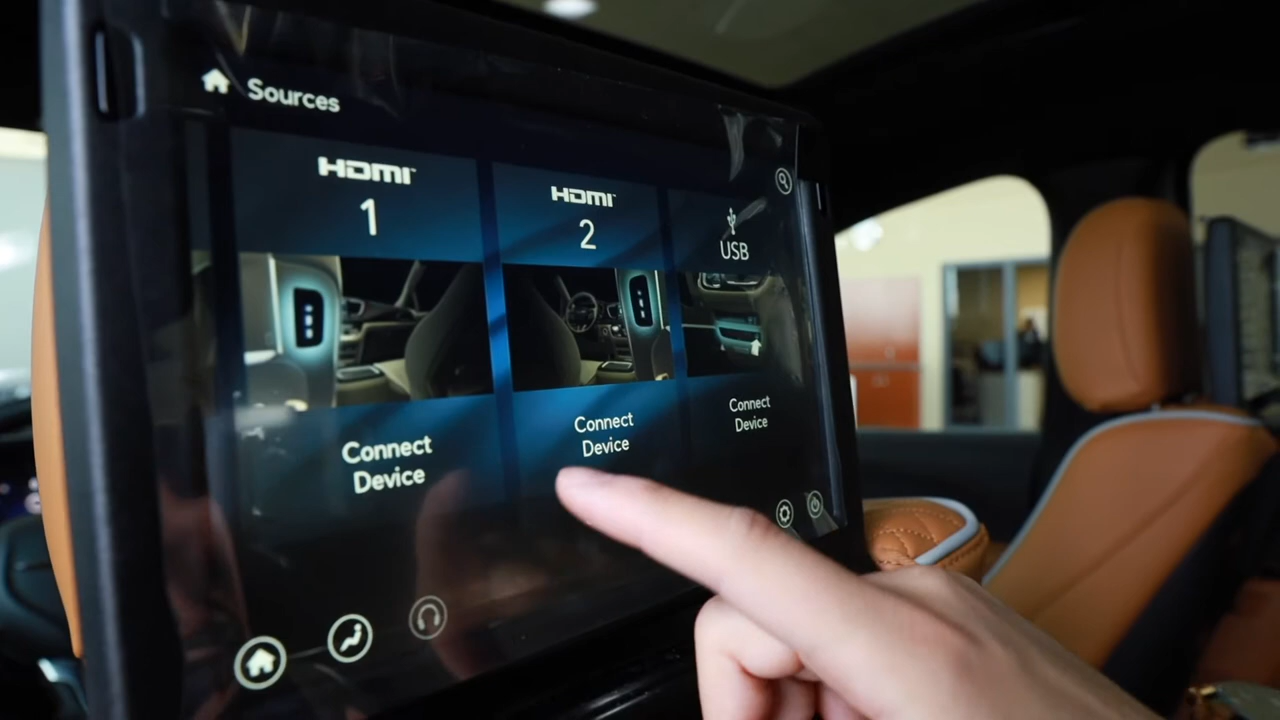 Sources
HDMI
1
HDMI
2
USB
Connect
Device
Connect
Device
Connect
Device